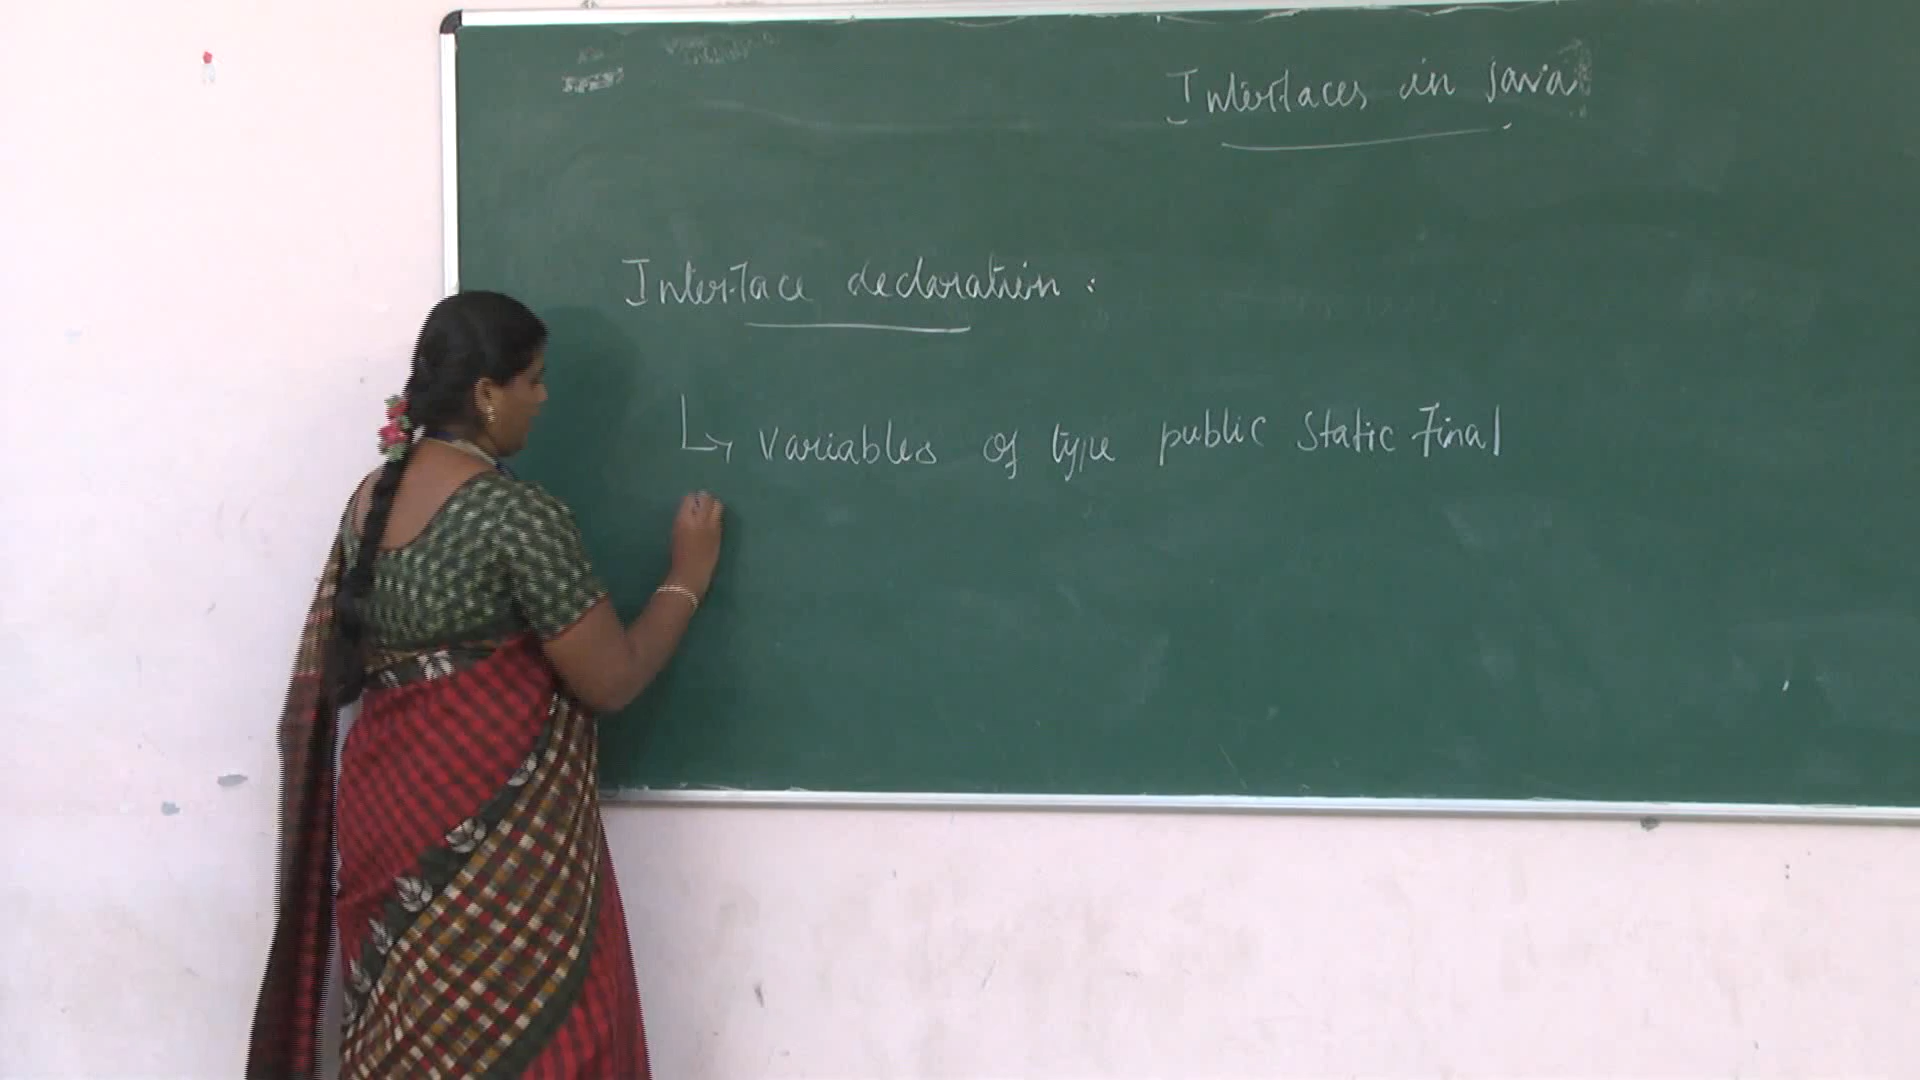 Interfaces in Java
Interface declaration :
Variables of type public static final